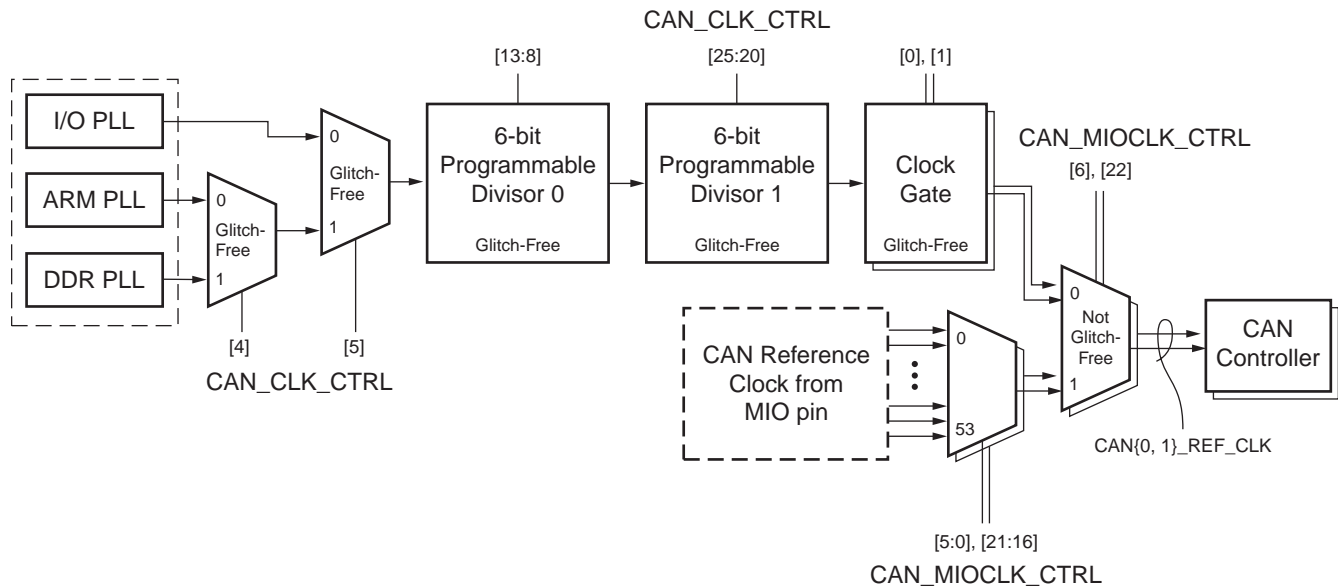 CAN_CLK_CTRL
[13:8]
[25:20]
[0], [1]
I/O PLL
ARM PLL
DDR PLL
0
Glitch-
Free
1
0
Glitch-
Free
1
[4]
[5]
CAN_CLK_CTRL
6-bit
Programmable
Divisor 0
Glitch-Free
6-bit
Programmable
Divisor 1
Glitch-Free
Clock
Gate
Glitch-Free
CAN_MIOCLK_CTRL
[6], [22]
0
Not
Glitch-
Free
1
CAN
Controller
CAN{0, 1}_REF_CLK
CAN Reference
Clock from
MIO pin
0
53
[5:0], [21:16]
CAN_MIOCLK_CTRL